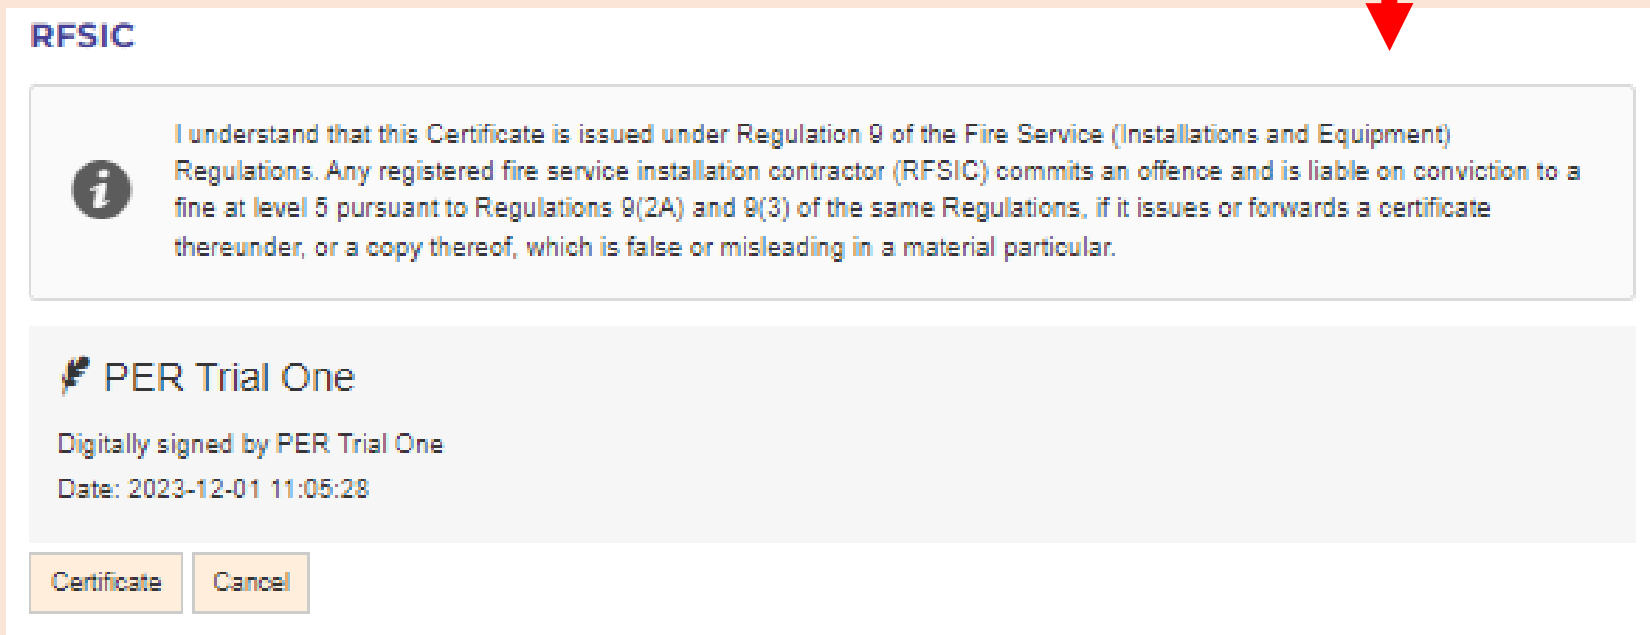 RFSIC
I understand that this Certificate is issued under Regulation 9 of the Fire Service (Installations and Equipment)
Regulations. Any registered fire service installation contractor (RFSIC) commits an offence and is liable on conviction to a
fine at level 5 pursuant to Regulations 9(2A) and 9(3) of the same Regulations, if it issues or forwards a certificate
thereunder, or a copy thereof, which is false or misleading in a material particular.
PER Trial One
Digitally signed by PER Trial One
Date: 2023-12-01 11:05:28
Certificate Cancel